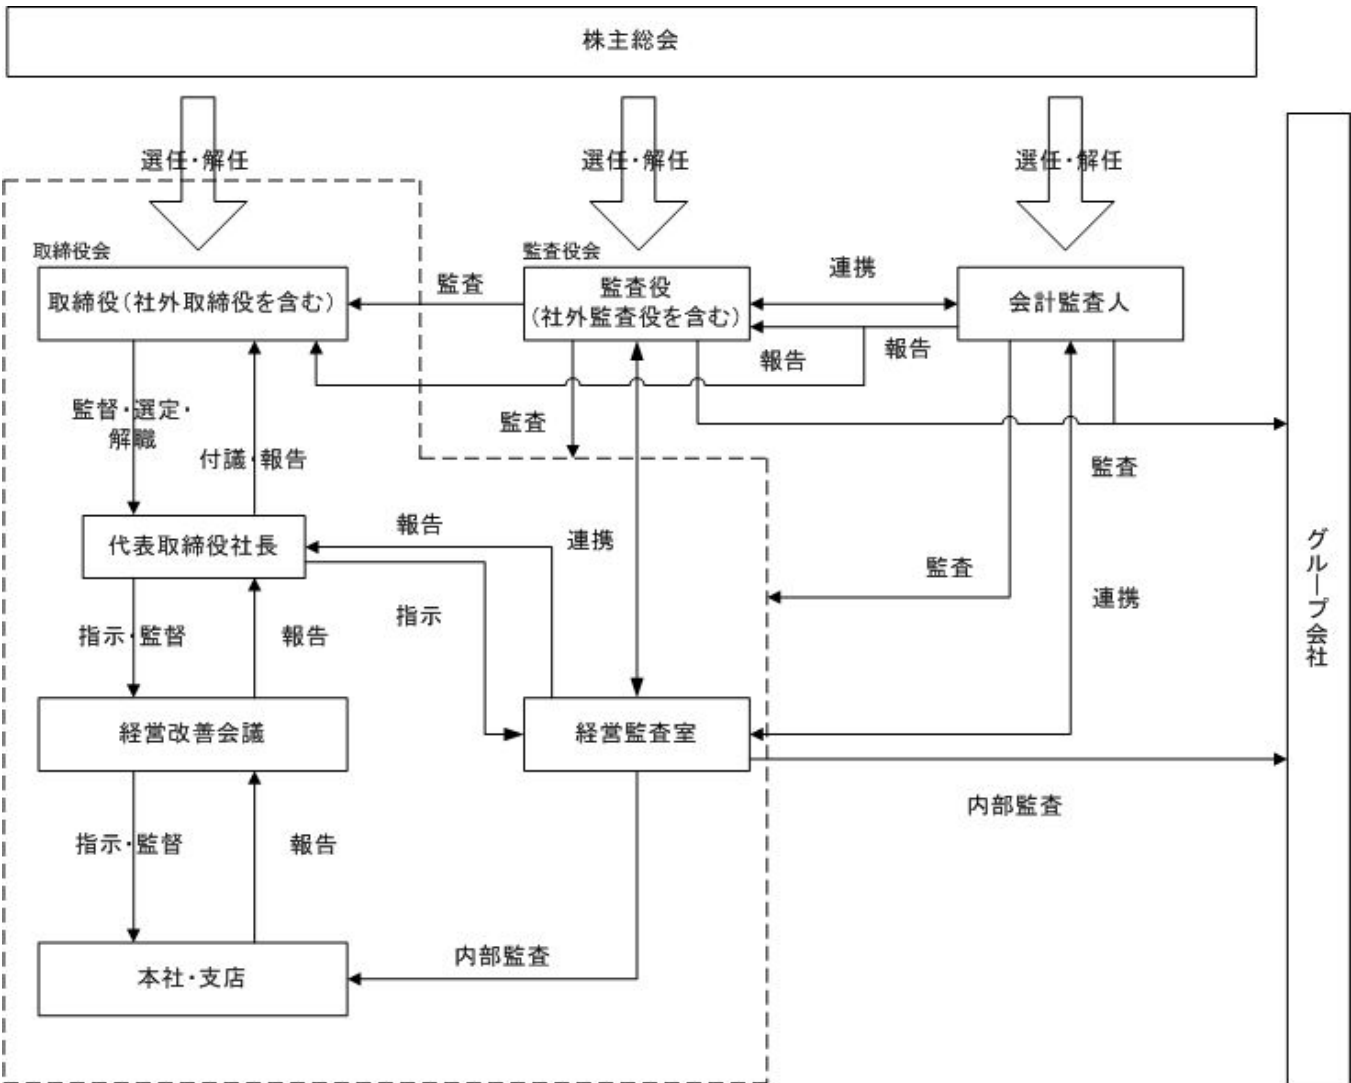 株主総会
選任・解任
選任・解任
選任・解任
取締役会
取締役（社外取締役を含む）
監査
監査役会
監査役
（社外監査役を含む）
連携
会計監査人
報告
報告
監督・選定・
解職
付議・報告
監査
監査
代表取締役社長
報告
連携
監査
指示
連携
グループ会社
指示・監督
報告
経営改善会議
経営監査室
内部監査
指示・監督
報告
内部監査
本社・支店